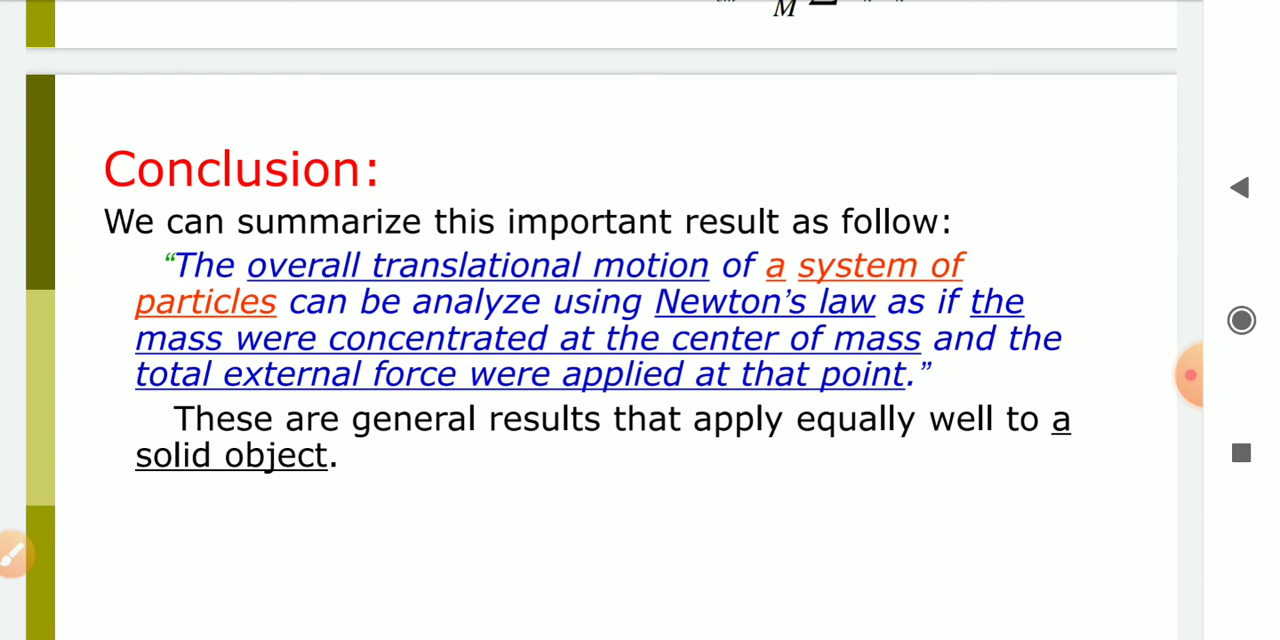 M
Conclusion:
We can summarize this important result as follow:
“The overall translational motion of a system of
particles can be analyze using Newton’s law as if the
mass were concentrated at the center of mass and the
total external force were applied at that point.”
These are general results that apply equally well to a
solid object.